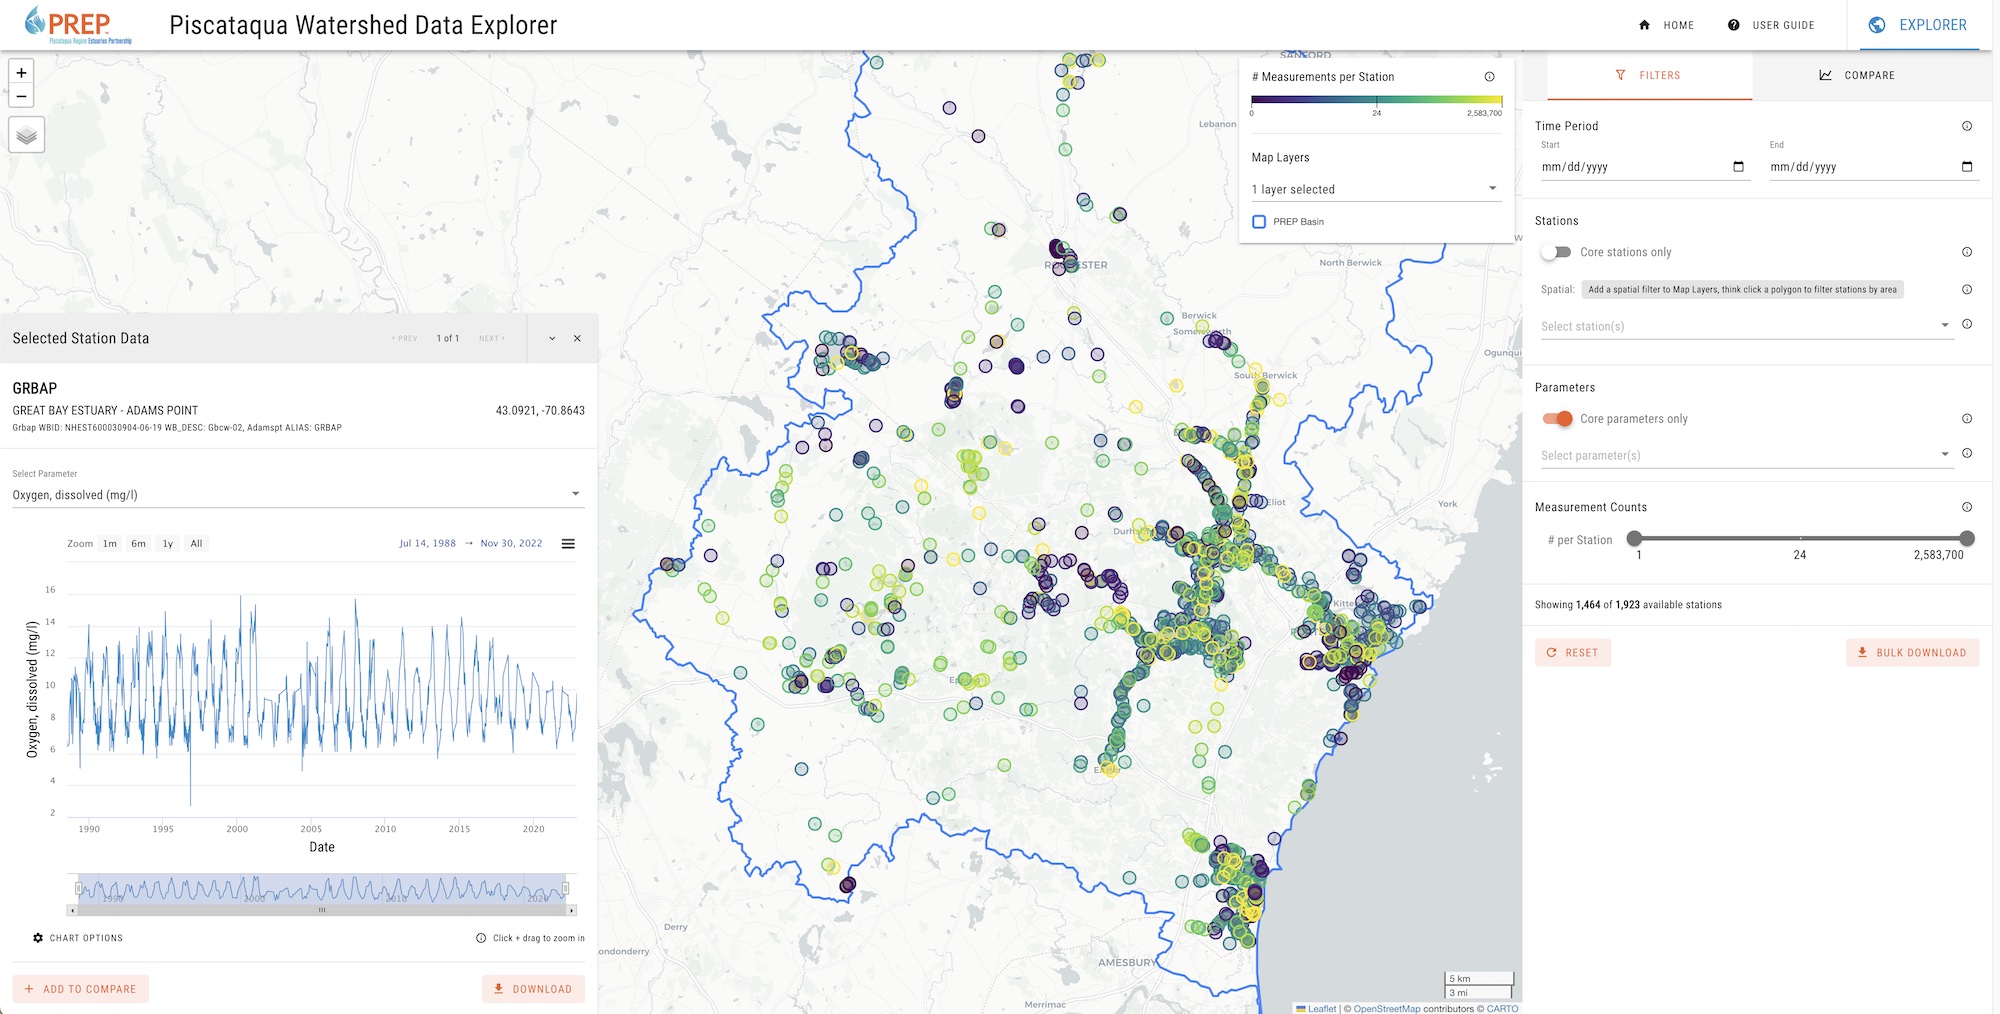 PREP
Piscataqua Region Estuaries Partnership
Piscataqua Watershed Data Explorer
HOME
USER GUIDE
EXPLORER
+
−
# Measurements per Station
0
24
2,583,700
Map Layers
1 layer selected
PREP Basin
SANFORD
Lebanon
ROCHESTER
North Berwick
Berwick
Somersworth
South Berwick
Ogunqui
York
Eliot
Durh
Kitte
Epping
Exeter
Derry
ondonderry
AMESBURY
Merrimac
5 km
3 mi
Leaflet | © OpenStreetMap contributors © CARTO
Selected Station Data
‹ PREV
1 of 1
NEXT ›
GRBAP
GREAT BAY ESTUARY - ADAMS POINT
43.0921, -70.8643
Grbap WBID: NHEST600030904-06-19 WB_DESC: Gbcw-02, Adamspt ALIAS: GRBAP
Select Parameter
Oxygen, dissolved (mg/l)
Zoom 1m 6m 1y All
Jul 14, 1988 → Nov 30, 2022
Oxygen, dissolved (mg/l)
16
14
12
10
8
6
4
2
1990 1995 2000 2005 2010 2015 2020
Date
1990 2000 2010 2020
CHART OPTIONS
Click + drag to zoom in
+ ADD TO COMPARE
DOWNLOAD
FILTERS
COMPARE
Time Period
Start
End
mm/dd/yyyy
mm/dd/yyyy
Stations
Core stations only
Spatial: Add a spatial filter to Map Layers, think click a polygon to filter stations by area
Select station(s)
Parameters
Core parameters only
Select parameter(s)
Measurement Counts
# per Station
1
24
2,583,700
Showing 1,464 of 1,923 available stations
RESET
BULK DOWNLOAD